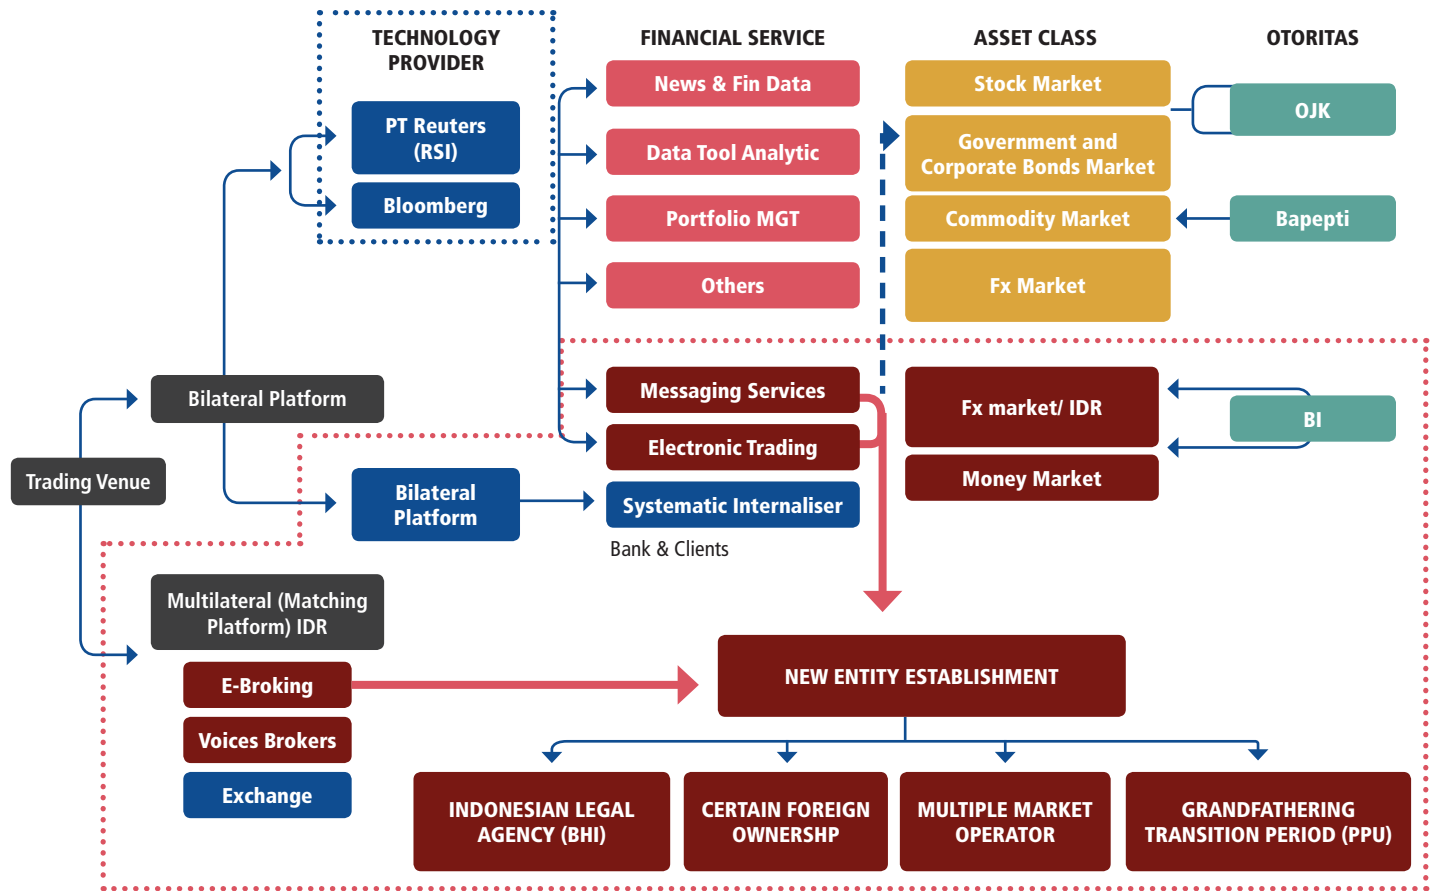 TECHNOLOGY
PROVIDER
FINANCIAL SERVICE
ASSET CLASS
OTORITAS
PT Reuters
(RSI)
Bloomberg
News & Fin Data
Data Tool Analytic
Portfolio MGT
Others
Stock Market
Government and
Corporate Bonds Market
Commodity Market
Fx Market
OJK
Bapepti
Trading Venue
Bilateral Platform
Bilateral
Platform
Messaging Services
Electronic Trading
Systematic Internaliser
Bank & Clients
Fx market/ IDR
Money Market
BI
Multilateral (Matching
Platform) IDR
E-Broking
Voices Brokers
Exchange
NEW ENTITY ESTABLISHMENT
INDONESIAN LEGAL
AGENCY (BHI)
CERTAIN FOREIGN
OWNERSHP
MULTIPLE MARKET
OPERATOR
GRANDFATHERING
TRANSITION PERIOD (PPU)